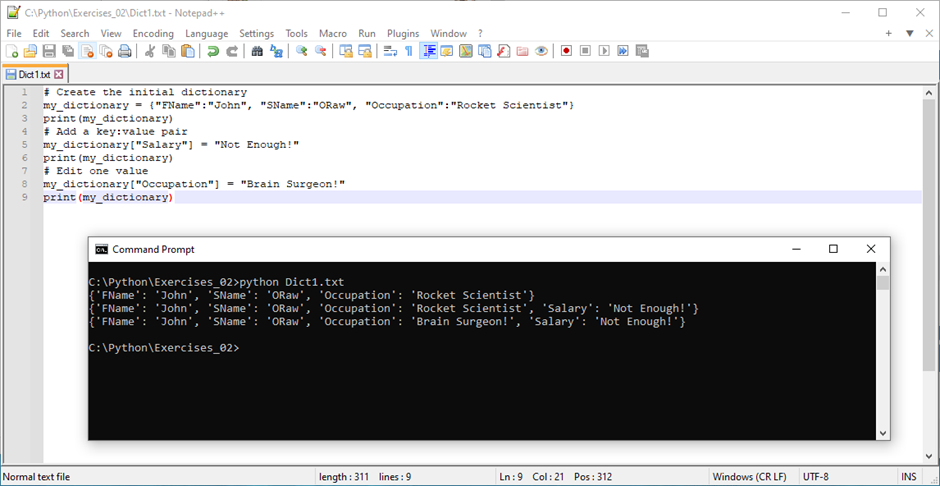 C:\Python\Exercises_02\Dict1.txt - Notepad++
File Edit Search View Encoding Language Settings Tools Macro Run Plugins Window ?
+ ▼ X
Dict1.txt
1 # Create the initial dictionary
2 my_dictionary = {"FName":"John", "SName":"ORaw", "Occupation":"Rocket Scientist"}
3 print(my_dictionary)
4 # Add a key:value pair
5 my_dictionary["Salary"] = "Not Enough!"
6 print(my_dictionary)
7 # Edit one value
8 my_dictionary["Occupation"] = "Brain Surgeon!"
9 print(my_dictionary)
Command Prompt
C:\Python\Exercises_02>python Dict1.txt
{'FName': 'John', 'SName': 'ORaw', 'Occupation': 'Rocket Scientist'}
{'FName': 'John', 'SName': 'ORaw', 'Occupation': 'Rocket Scientist', 'Salary': 'Not Enough!'}
{'FName': 'John', 'SName': 'ORaw', 'Occupation': 'Brain Surgeon!', 'Salary': 'Not Enough!'}
C:\Python\Exercises_02>
Normal text file length : 311 lines : 9 Ln : 9 Col : 21 Pos : 312 Windows (CR LF) UTF-8 INS